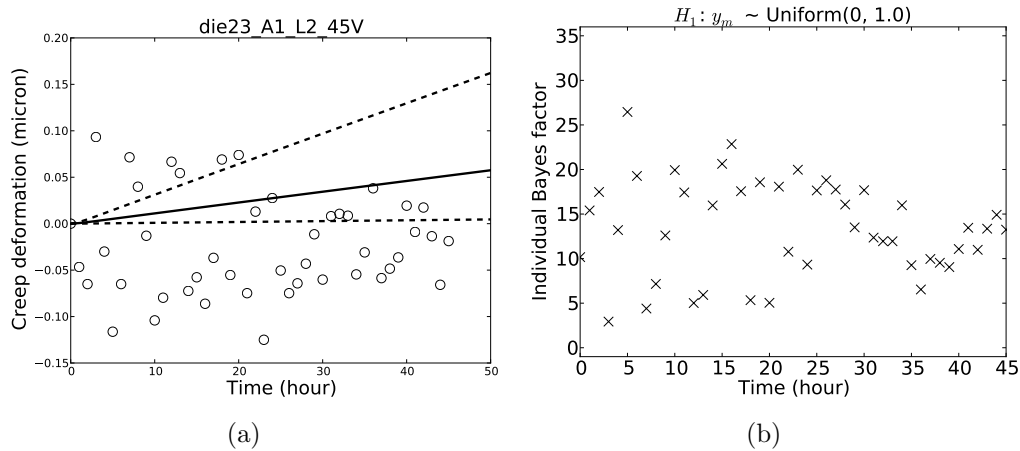 die23_A1_L2_45V
Creep deformation (micron)
0.20
0.15
0.10
0.05
0.00
−0.05
−0.10
−0.15
0 10 20 30 40 50
Time (hour)
(a)
H₁: yₘ ~ Uniform(0, 1.0)
Individual Bayes factor
35
30
25
20
15
10
5
0
0 5 10 15 20 25 30 35 40 45
Time (hour)
(b)